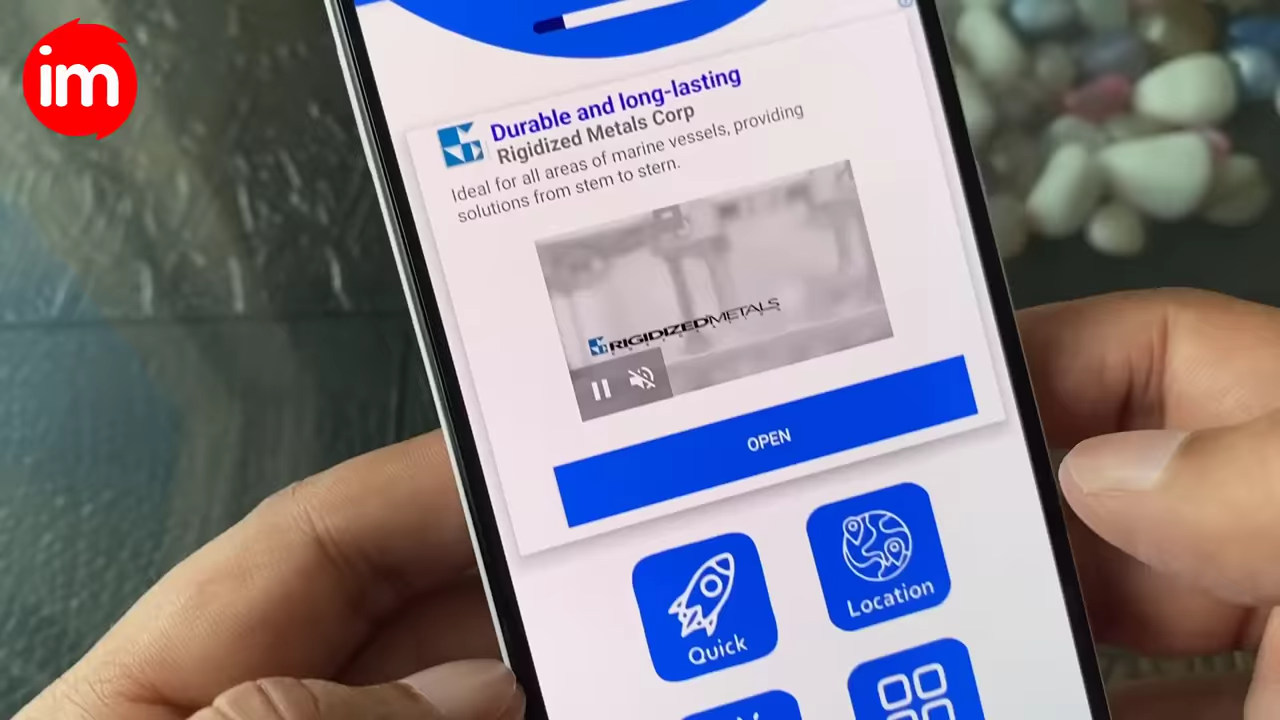 im
Durable and long-lasting
Rigidized Metals Corp
Ideal for all areas of marine vessels, providing
solutions from stem to stern.
RIGIDIZEDMETALS
OPEN
Quick
Location